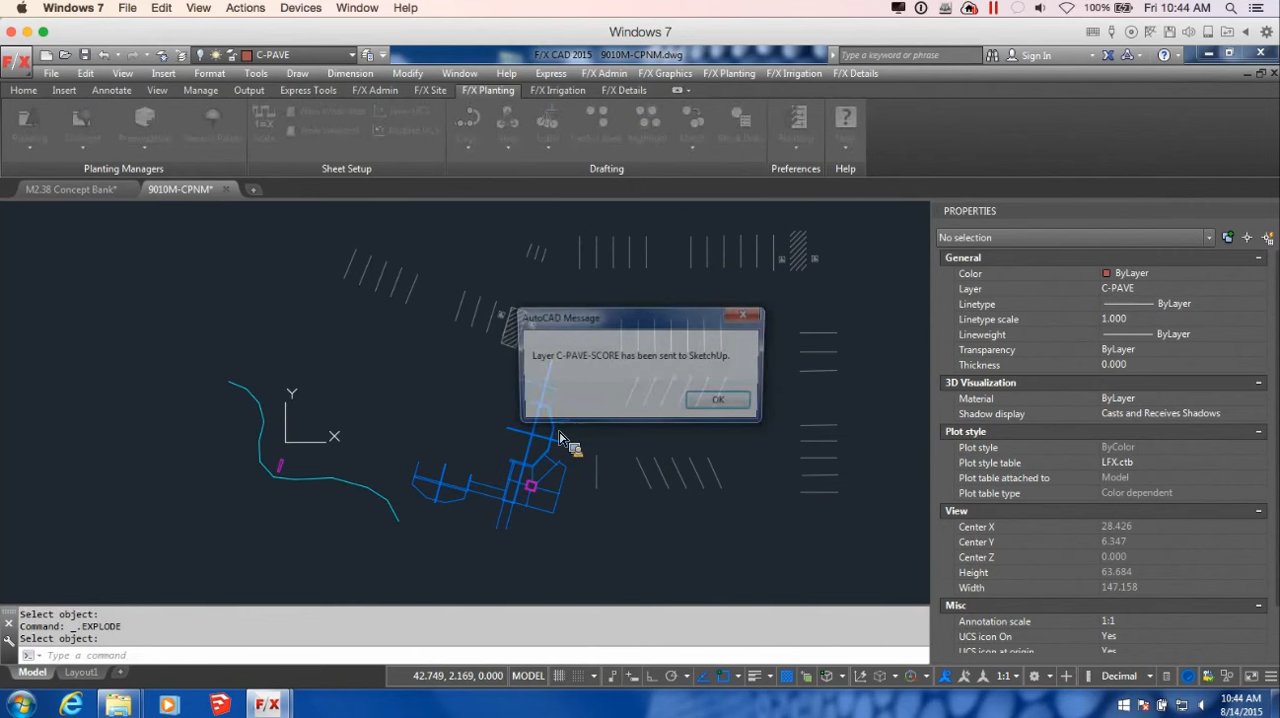 Windows 7 File Edit View Actions Devices Window Help 100% Fri 10:44 AM
Windows 7
C-PAVE F/X CAD 2015 9010M-CPNM.dwg Type a keyword or phrase Sign In
File Edit View Insert Format Tools Draw Dimension Modify Window Help Express F/X Admin F/X Graphics F/X Planting F/X Irrigation F/X Details
Home Insert Annotate View Manage Output Express Tools F/X Admin F/X Site F/X Planting F/X Irrigation F/X Details
Help
Planting Managers Sheet Setup Drafting Preferences Help
M2.38 Concept Bank* 9010M-CPNM*
PROPERTIES
No selection
General
Color ByLayer
Layer C-PAVE
Linetype ByLayer
Linetype scale 1.000
Lineweight ByLayer
Transparency ByLayer
Thickness 0.000
3D Visualization
Material ByLayer
Shadow display Casts and Receives Shadows
Plot style
Plot style ByColor
Plot style table LFX.ctb
Plot table attached to Model
Plot table type Color dependent
View
Center X 28.426
Center Y 6.347
Center Z 0.000
Height 63.684
Width 147.158
Misc
Annotation scale 1:1
UCS icon On Yes
UCS icon at origin Yes
AutoCAD Message
Layer C-PAVE-SCORE has been sent to SketchUp.
OK
Y
X
Select object:
Command: _.EXPLODE
Select object:
Type a command
Model Layout1 42.749, 2.169, 0.000 MODEL 1:1 Decimal
F/X 10:44 AM
8/14/2015